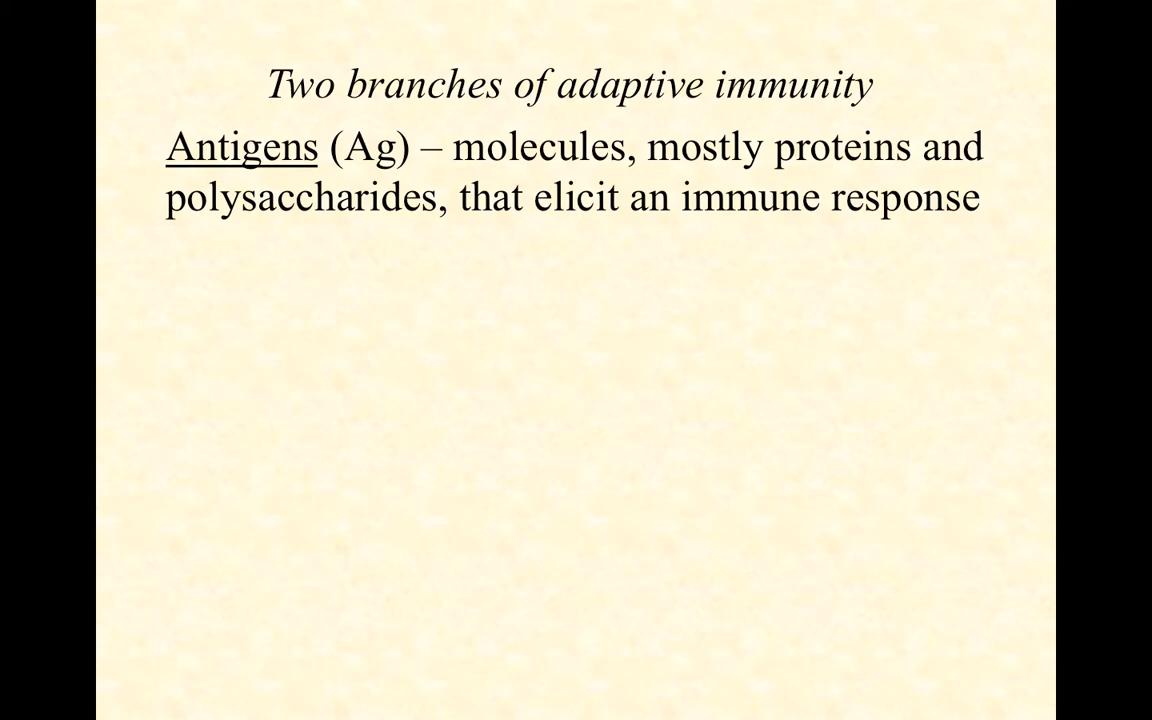 Two branches of adaptive immunity
Antigens (Ag) – molecules, mostly proteins and
polysaccharides, that elicit an immune response